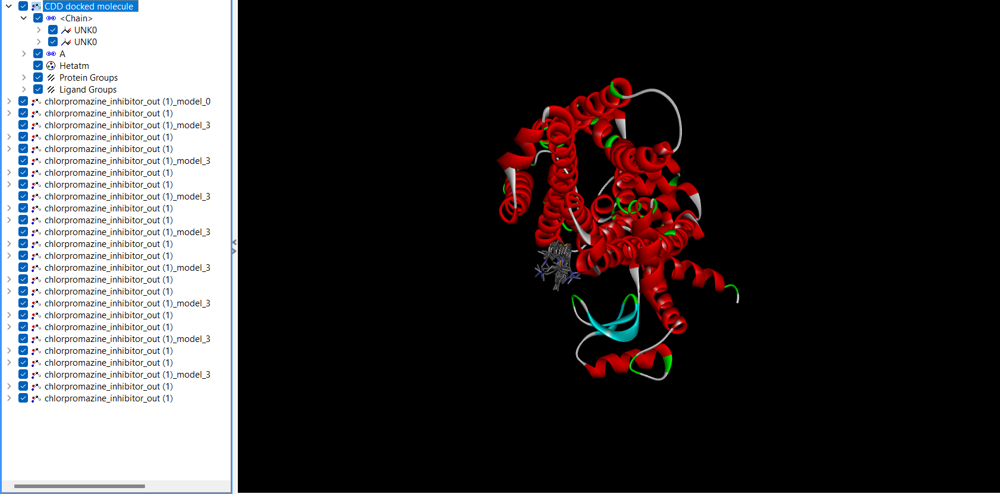 CDD docked molecule
<Chain>
UNK0
UNK0
A
Hetatm
Protein Groups
Ligand Groups
chlorpromazine_inhibitor_out (1)_model_0
chlorpromazine_inhibitor_out (1)
chlorpromazine_inhibitor_out (1)_model_3
chlorpromazine_inhibitor_out (1)
chlorpromazine_inhibitor_out (1)
chlorpromazine_inhibitor_out (1)_model_3
chlorpromazine_inhibitor_out (1)
chlorpromazine_inhibitor_out (1)
chlorpromazine_inhibitor_out (1)_model_3
chlorpromazine_inhibitor_out (1)
chlorpromazine_inhibitor_out (1)
chlorpromazine_inhibitor_out (1)_model_3
chlorpromazine_inhibitor_out (1)
chlorpromazine_inhibitor_out (1)
chlorpromazine_inhibitor_out (1)_model_3
chlorpromazine_inhibitor_out (1)
chlorpromazine_inhibitor_out (1)
chlorpromazine_inhibitor_out (1)_model_3
chlorpromazine_inhibitor_out (1)
chlorpromazine_inhibitor_out (1)
chlorpromazine_inhibitor_out (1)_model_3
chlorpromazine_inhibitor_out (1)
chlorpromazine_inhibitor_out (1)
chlorpromazine_inhibitor_out (1)_model_3
chlorpromazine_inhibitor_out (1)
chlorpromazine_inhibitor_out (1)